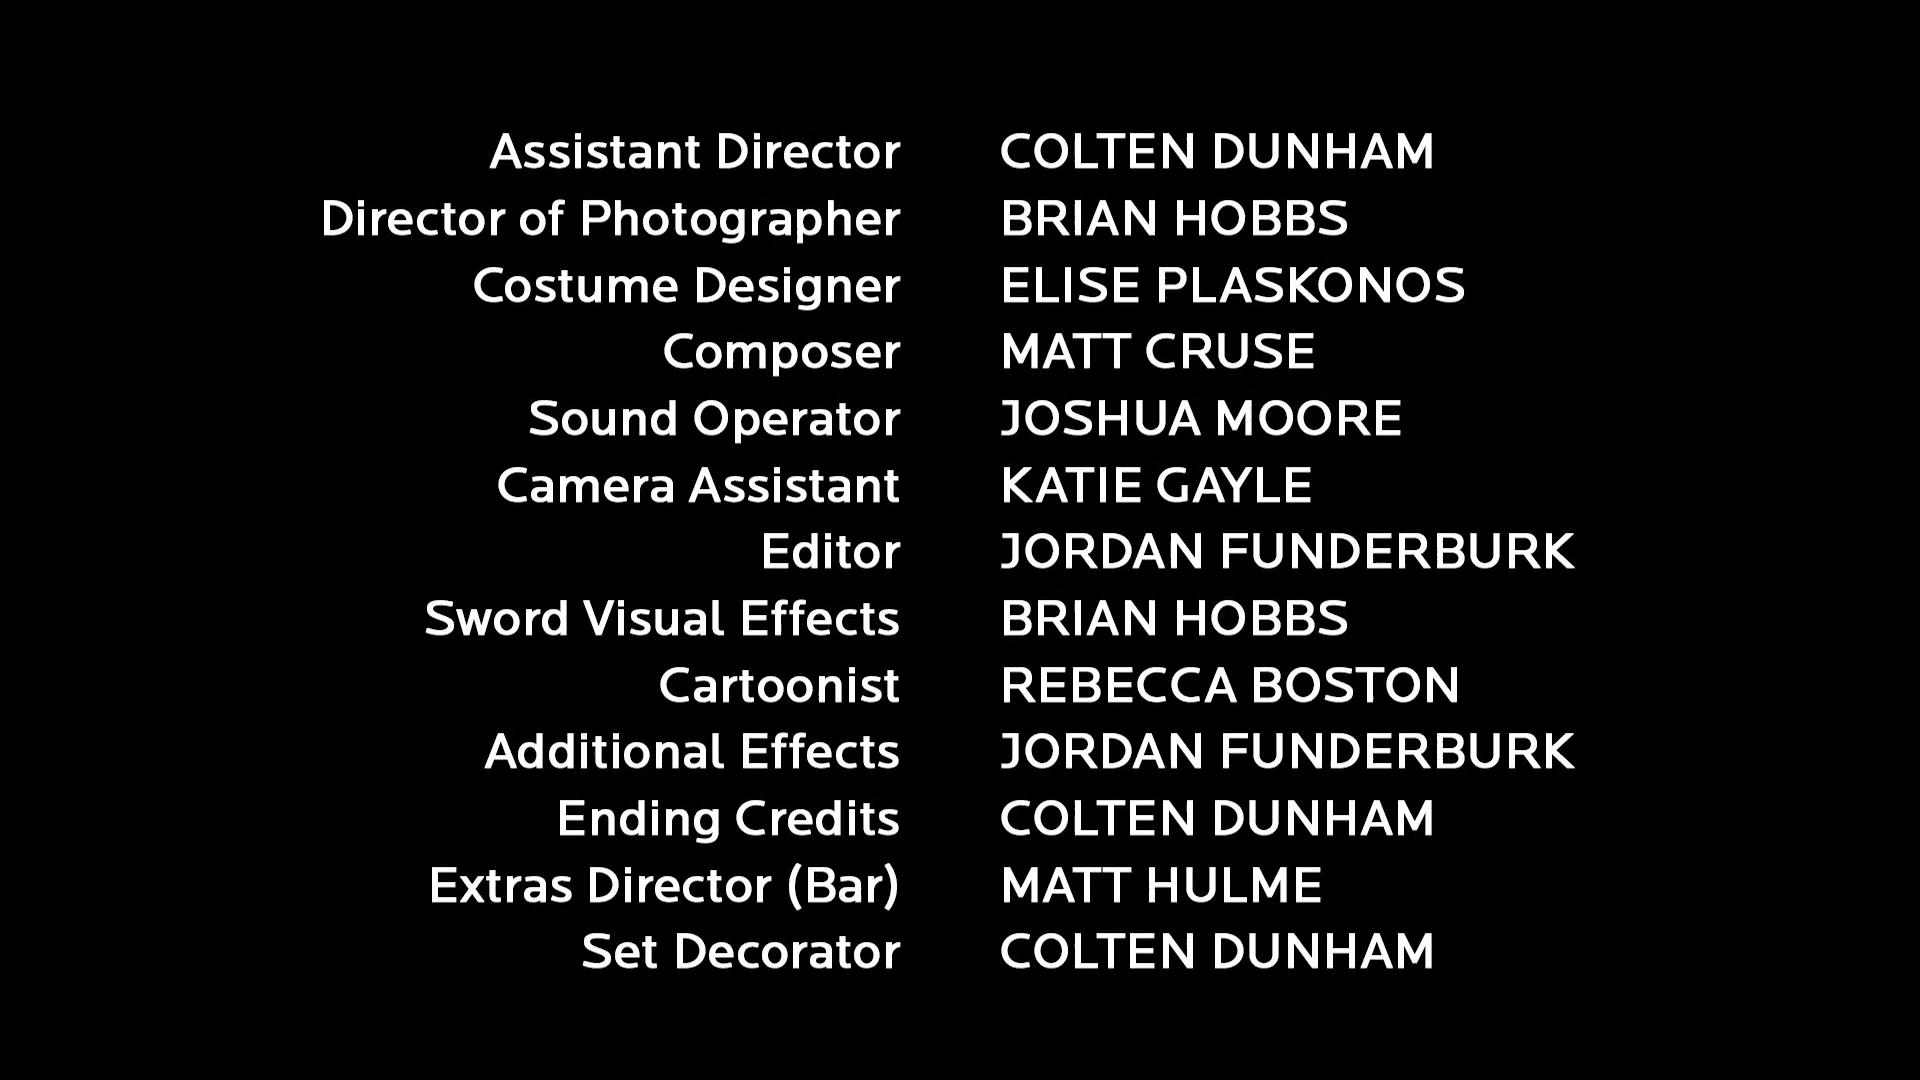 Assistant Director COLTEN DUNHAM
Director of Photographer BRIAN HOBBS
Costume Designer ELISE PLASKONOS
Composer MATT CRUSE
Sound Operator JOSHUA MOORE
Camera Assistant KATIE GAYLE
Editor JORDAN FUNDERBURK
Sword Visual Effects BRIAN HOBBS
Cartoonist REBECCA BOSTON
Additional Effects JORDAN FUNDERBURK
Ending Credits COLTEN DUNHAM
Extras Director (Bar) MATT HULME
Set Decorator COLTEN DUNHAM